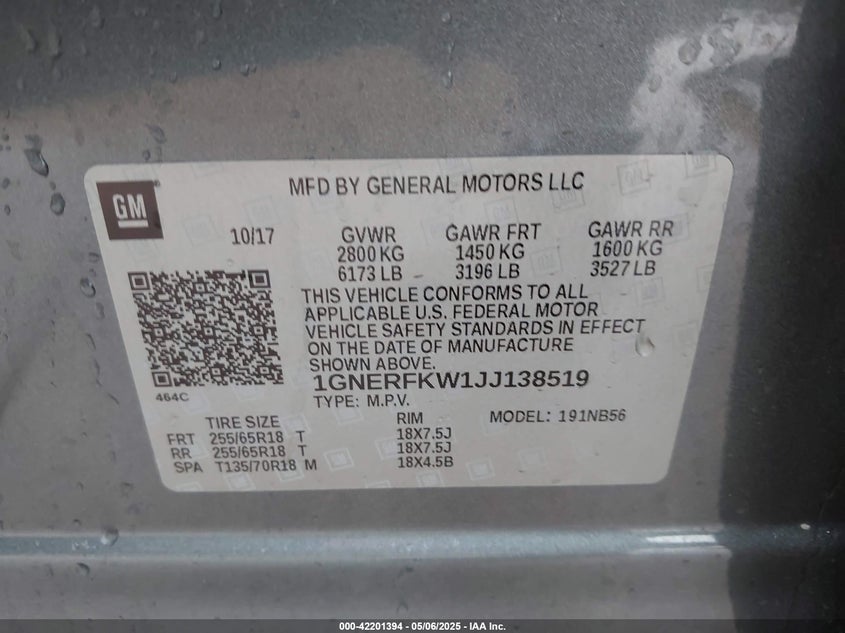 GM
MFD BY GENERAL MOTORS LLC
10/17
GVWR GAWR FRT GAWR RR
2800 KG 1450 KG 1600 KG
6173 LB 3196 LB 3527 LB
THIS VEHICLE CONFORMS TO ALL
APPLICABLE U.S. FEDERAL MOTOR
VEHICLE SAFETY STANDARDS IN EFFECT
ON THE DATE OF MANUFACTURE
SHOWN ABOVE.
464C
1GNERFKW1JJ138519
TYPE: M.P.V.
TIRE SIZE RIM MODEL: 191NB56
FRT 255/65R18 T 18X7.5J
RR 255/65R18 T 18X7.5J
SPA T135/70R18 M 18X4.5B
000-42201394 - 05/06/2025 - IAA Inc.